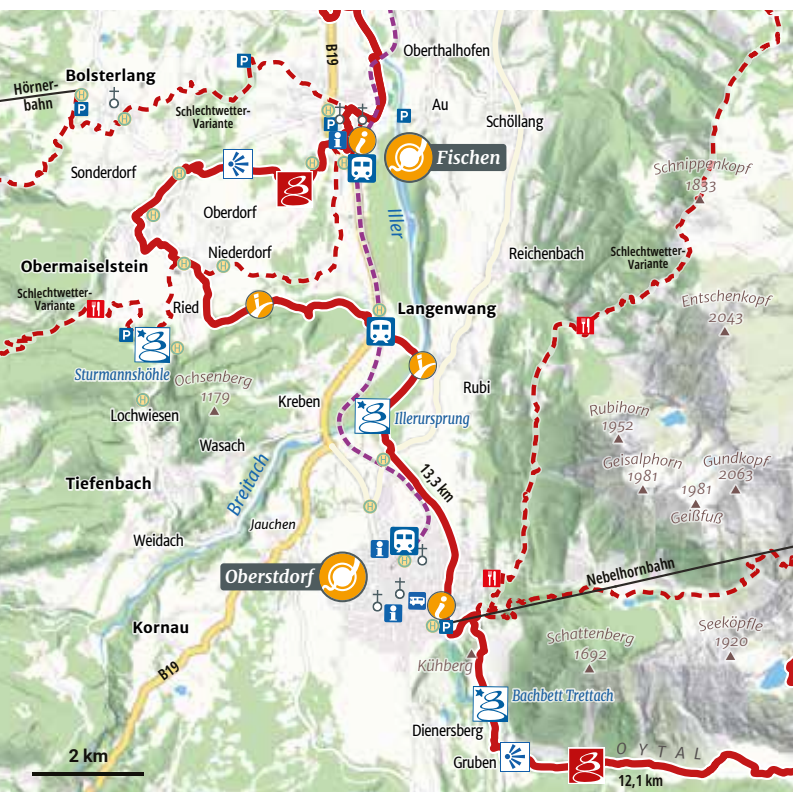 B19
Oberthalhofen
Bolsterlang
P
Hörner-
bahn
P
H
H
Schlechtwetter-
Variante
Au
P
Schöllang
H
P
i
i
Fischen
Schnippenkopf
1833
Sonderdorf
H
H
H
Oberdorf
H
Iller
Niederdorf
H
H
Reichenbach
Schlechtwetter-
Variante
Obermaiselstein
Schlechtwetter-
Variante
Ried
H
Langenwang
Entschenkopf
2043
P
H
Sturmannshöhle
Ochsenberg
1179
H
Lochwiesen
Kreben
Rubi
Illerursprung
Rubihorn
1952
Wasach
H
13,3 km
Geisalphorn
1981
Gundkopf
2063
1981
Geißfuß
Tiefenbach
Breitach
H
Jauchen
Weidach
i
H
Oberstdorf
Nebelhornbahn
i
i
H
P
Kornau
Schattenberg
1692
Seeköpfle
1920
B19
Kühberg
Bachbett Trettach
Dienersberg
Gruben
OYTAL
12,1 km
2 km